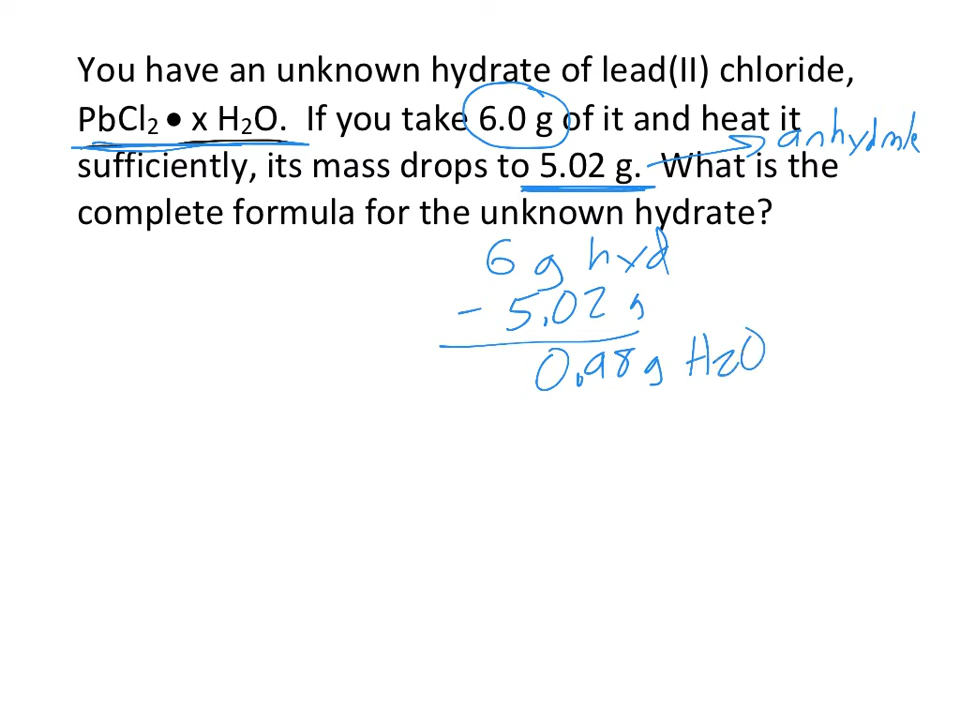 You have an unknown hydrate of lead(II) chloride,
PbCl₂ • x H₂O. If you take 6.0 g of it and heat it
anhydrate
sufficiently, its mass drops to 5.02 g. What is the
complete formula for the unknown hydrate?
6 g hyd
- 5.02 g
0.98 g H2O